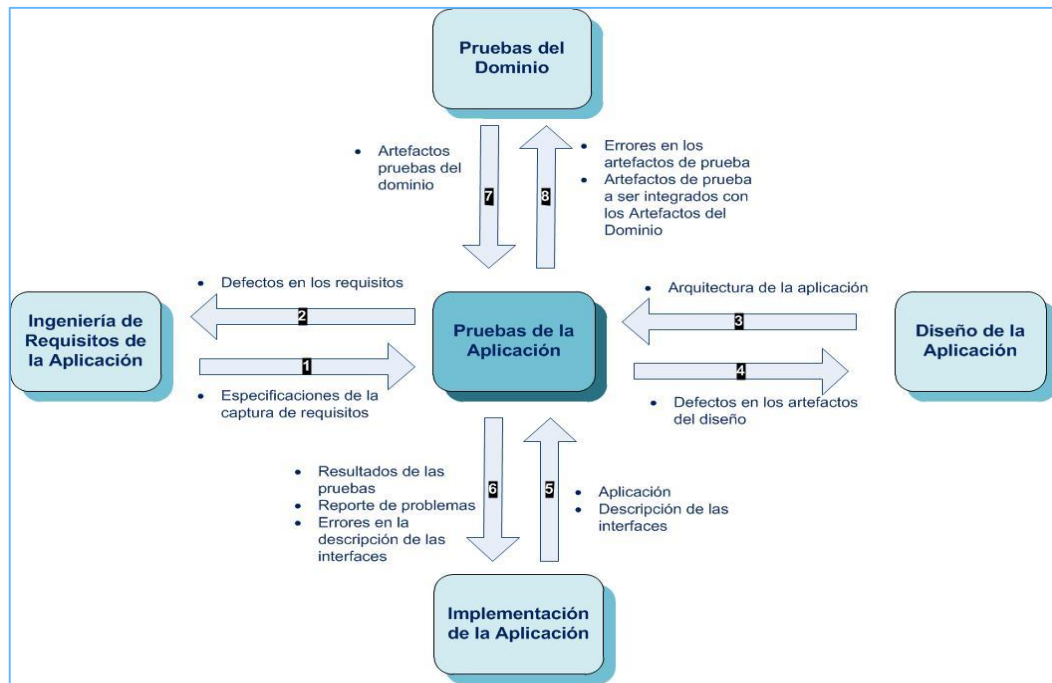 Pruebas del
Dominio
• Artefactos
pruebas del
dominio
7
8
• Errores en los
artefactos de prueba
• Artefactos de prueba
a ser integrados con
los Artefactos del
Dominio
Ingeniería de
Requisitos de
la Aplicación
• Defectos en los requisitos
2
1
• Especificaciones de la
captura de requisitos
Pruebas de la
Aplicación
• Arquitectura de la aplicación
3
4
• Defectos en los artefactos
del diseño
Diseño de la
Aplicación
• Resultados de las
pruebas
• Reporte de problemas
• Errores en la
descripción de las
interfaces
6
5
• Aplicación
• Descripción de las
interfaces
Implementación
de la Aplicación